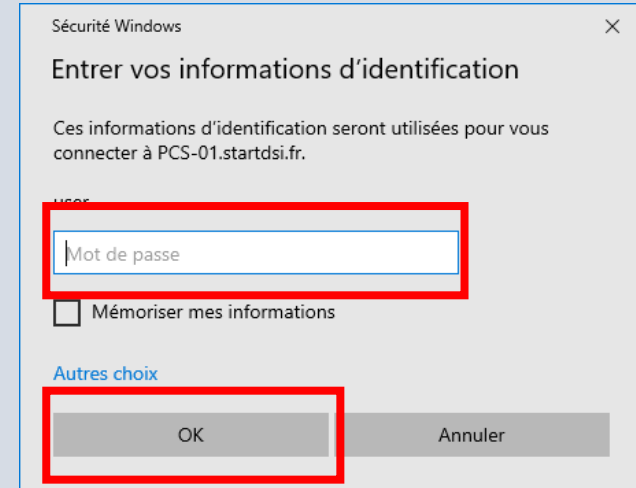 Sécurité Windows
Entrer vos informations d’identification
Ces informations d’identification seront utilisées pour vous
connecter à PCS-01.startdsi.fr.
user
Mot de passe
Mémoriser mes informations
Autres choix
OK
Annuler